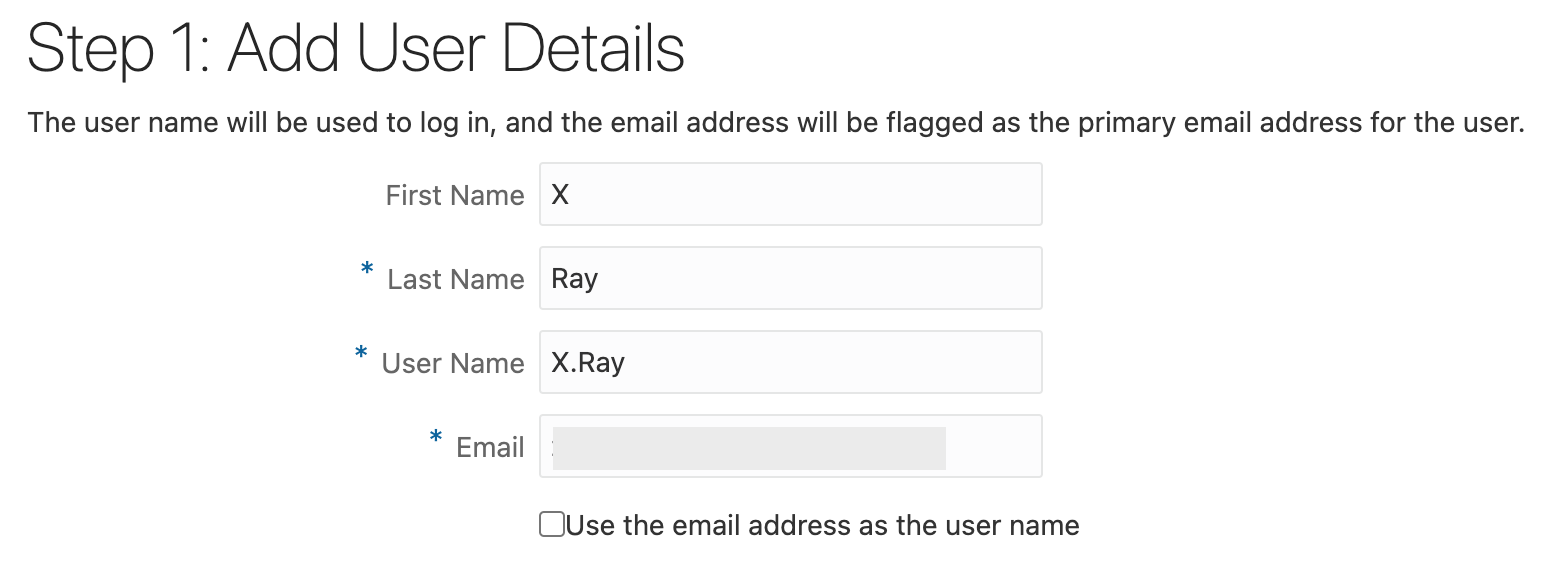 Step 1: Add User Details
The user name will be used to log in, and the email address will be flagged as the primary email address for the user.
First Name X
* Last Name Ray
* User Name X.Ray
* Email
Use the email address as the user name